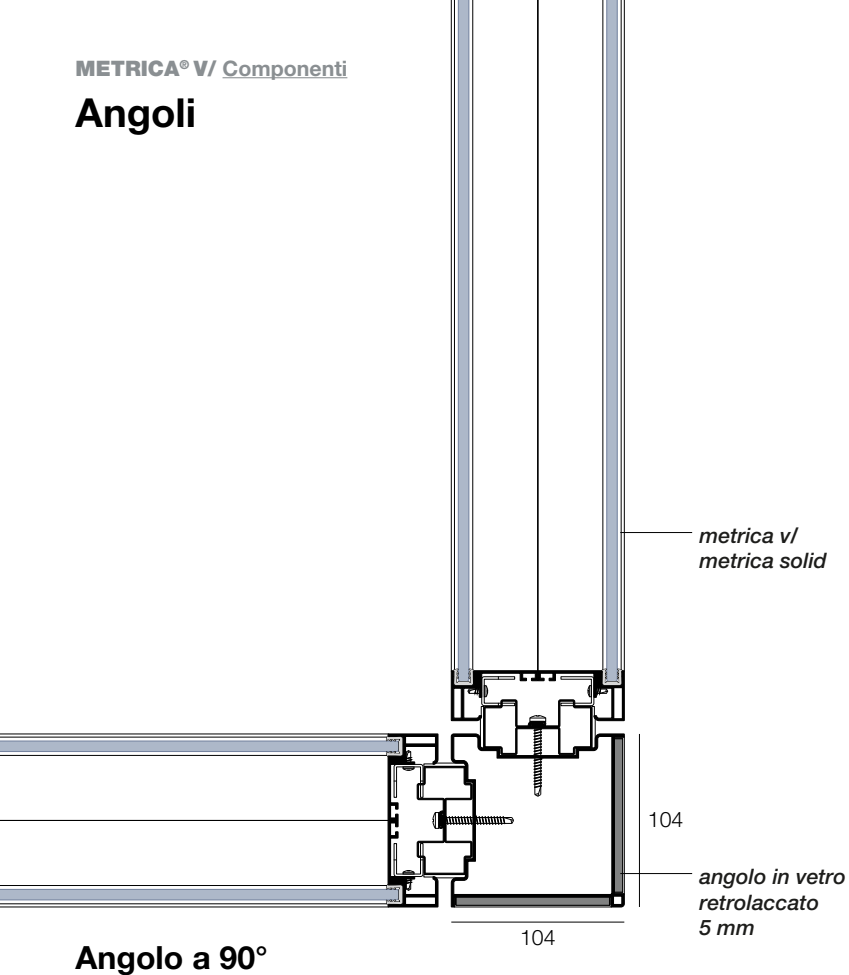 METRICA® V/ Componenti
Angoli
metrica v/
metrica solid
104
angolo in vetro
retrolaccato
5 mm
104
Angolo a 90°